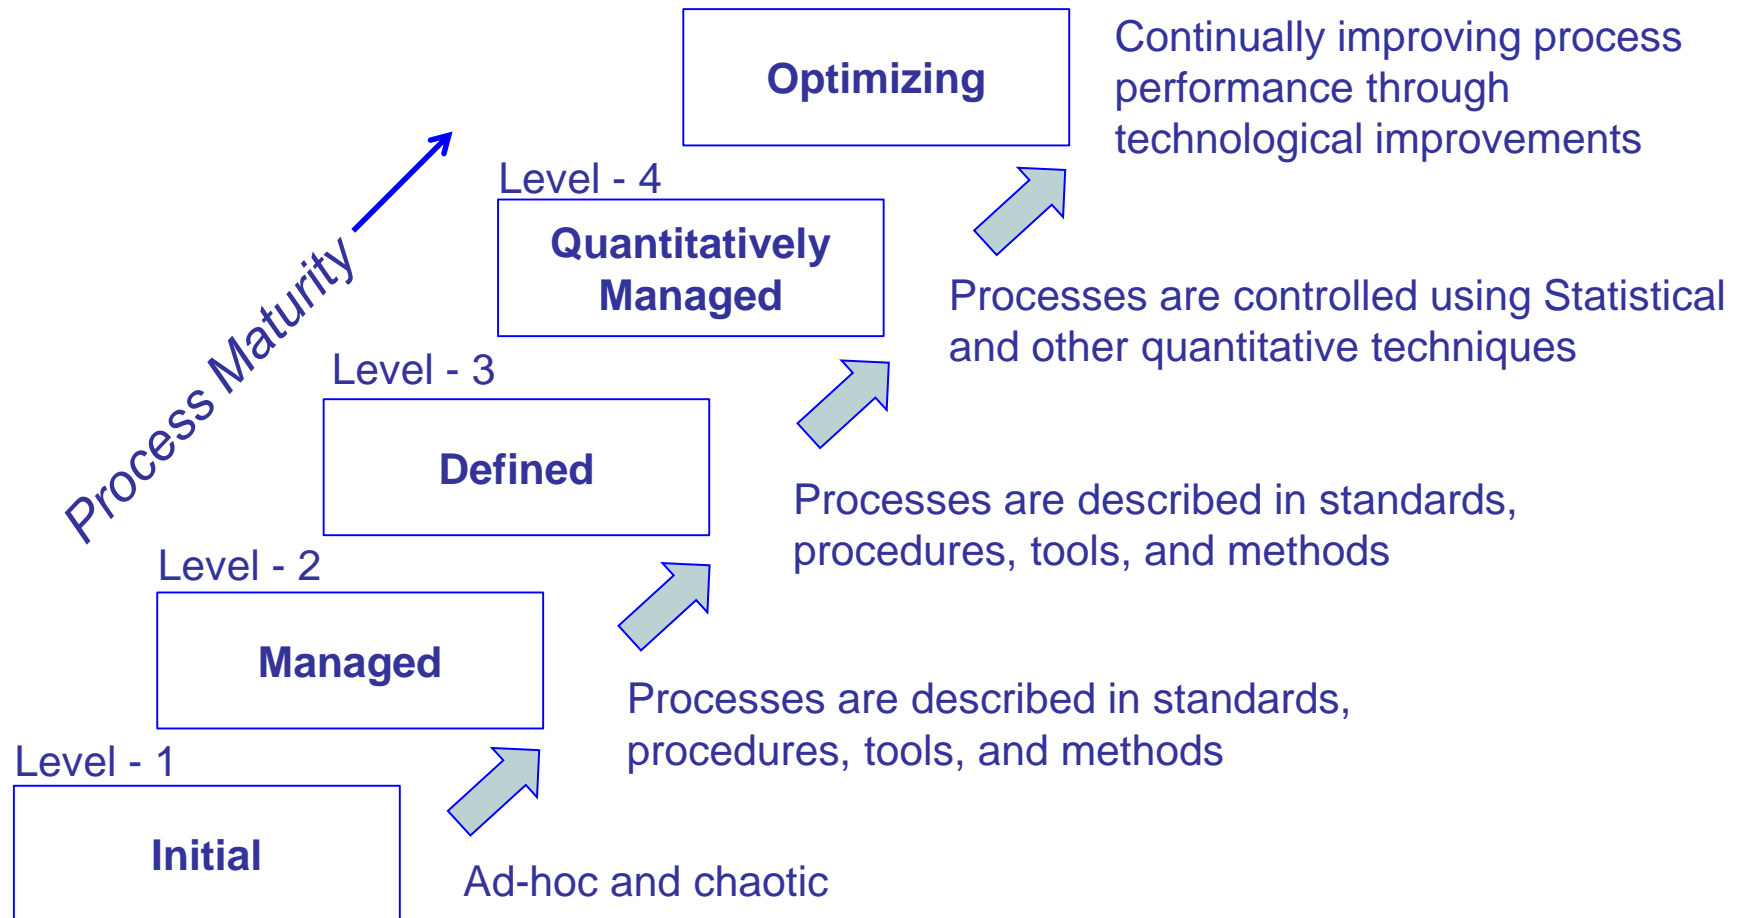 Optimizing
Continually improving process
performance through
technological improvements
Process Maturity
Level - 4
Quantitatively
Managed
Processes are controlled using Statistical
and other quantitative techniques
Level - 3
Defined
Processes are described in standards,
procedures, tools, and methods
Level - 2
Managed
Processes are described in standards,
procedures, tools, and methods
Level - 1
Initial
Ad-hoc and chaotic